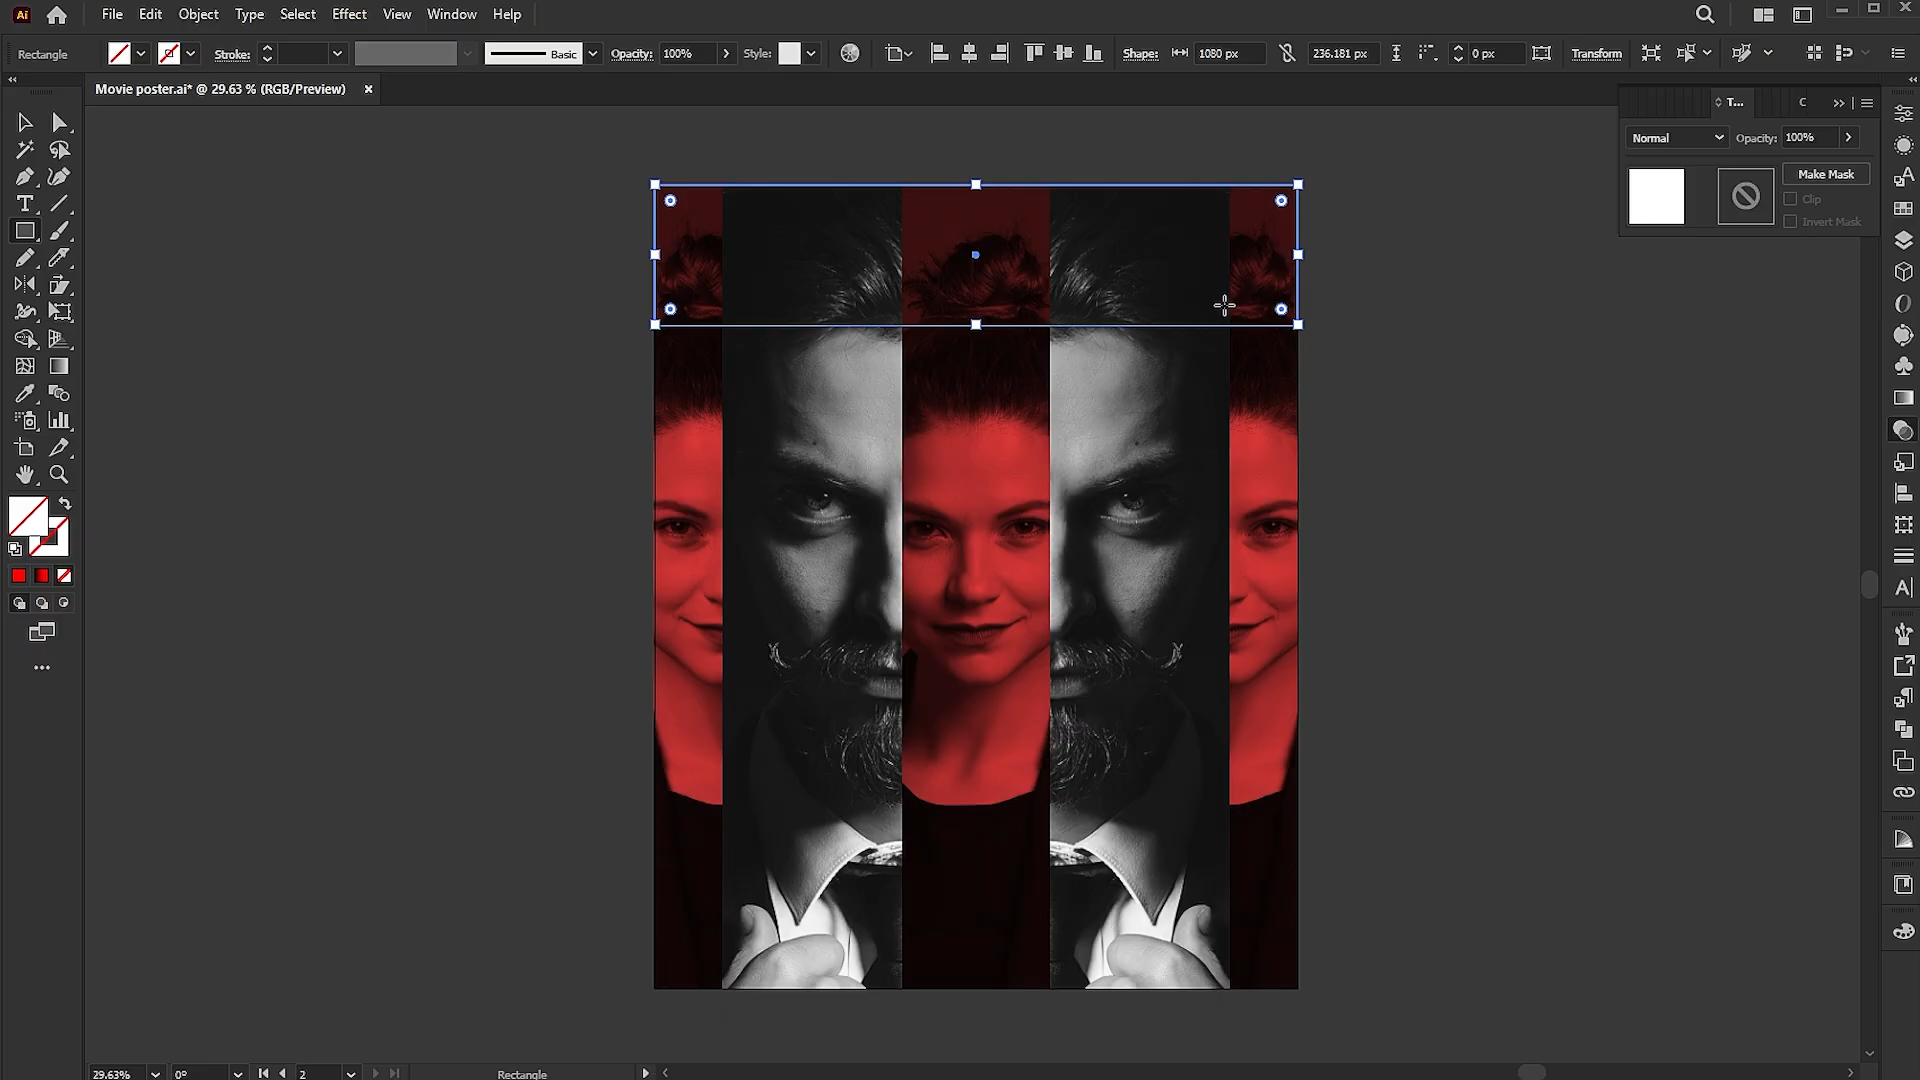 Ai File Edit Object Type Select Effect View Window Help
Rectangle Stroke: Basic Opacity: 100% Style: Shape: 1080 px 236.181 px 0 px Transform
Movie poster.ai* @ 29.63 % (RGB/Preview)
T... C
Normal Opacity: 100%
Make Mask
Clip
Invert Mask
29.63% 0° 2 Rectangle